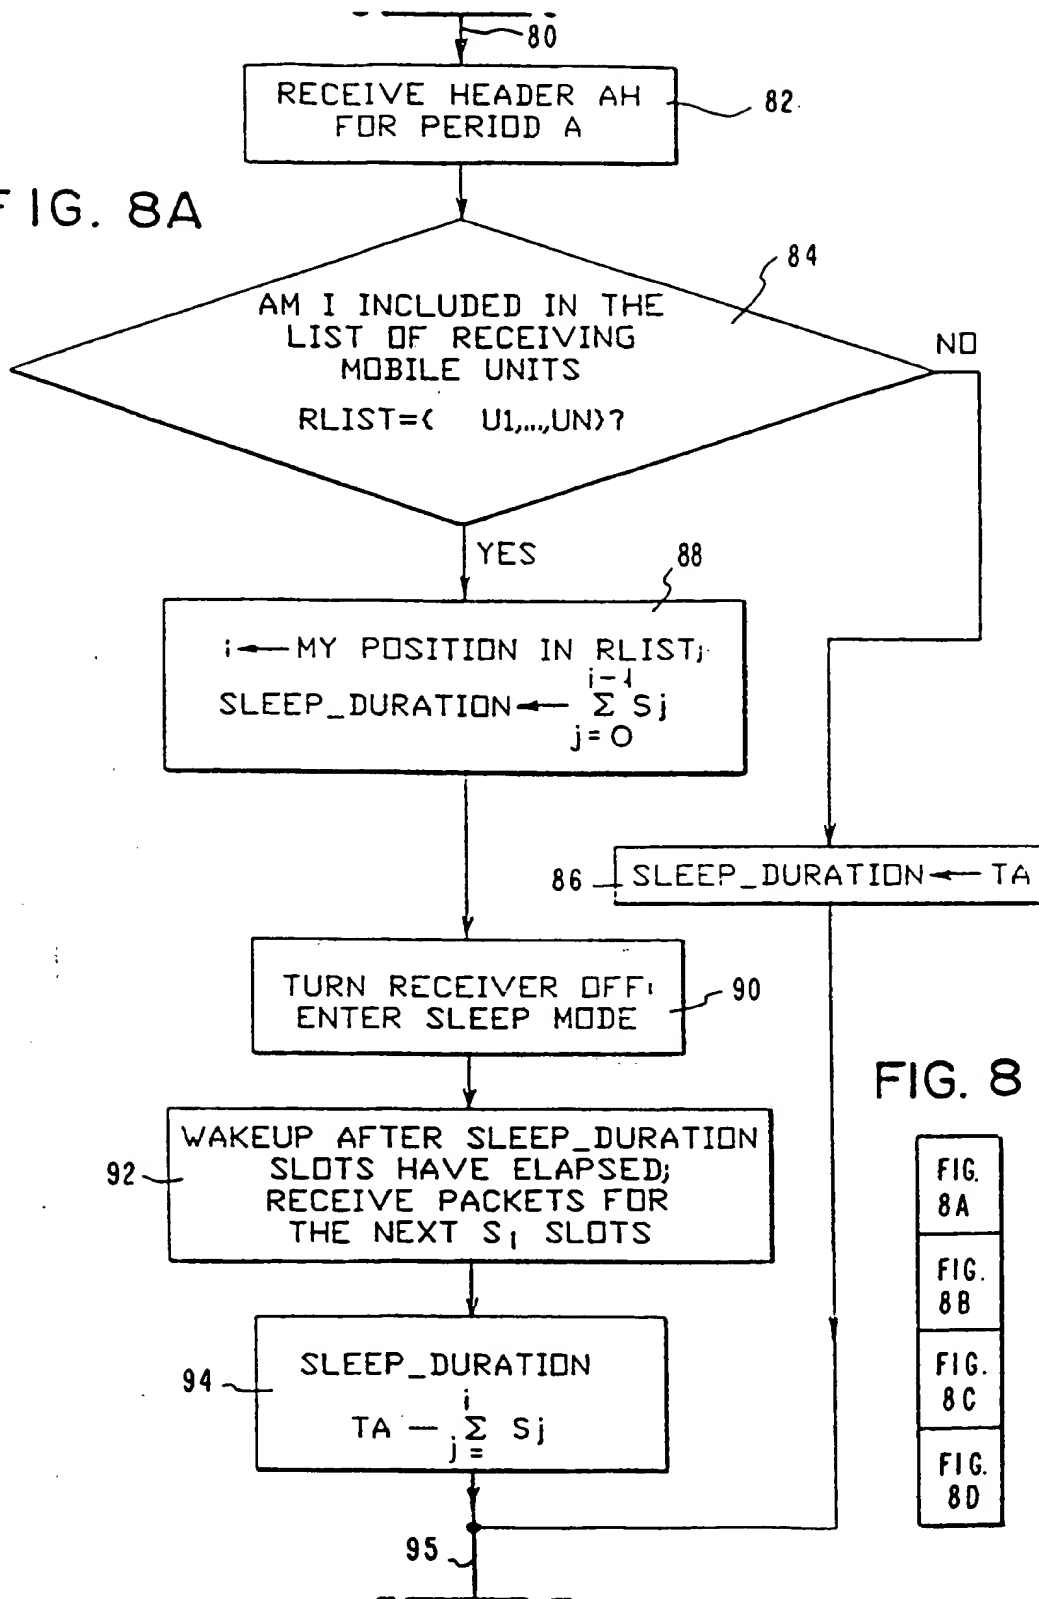 80
RECEIVE HEADER AH
FOR PERIOD A
82
FIG. 8A
84
AM I INCLUDED IN THE
LIST OF RECEIVING
MOBILE UNITS
RLIST={ U1,...,UN}?
NO
YES
88
i ← MY POSITION IN RLIST;
SLEEP_DURATION ← i-1
Σ Sj
j=0
86
SLEEP_DURATION ← TA
TURN RECEIVER OFF;
ENTER SLEEP MODE
90
FIG. 8
92
WAKEUP AFTER SLEEP_DURATION
SLOTS HAVE ELAPSED;
RECEIVE PACKETS FOR
THE NEXT Si SLOTS
94
SLEEP_DURATION
i
TA — Σ Sj
j=
95
FIG.
8A
FIG.
8B
FIG.
8C
FIG.
8D